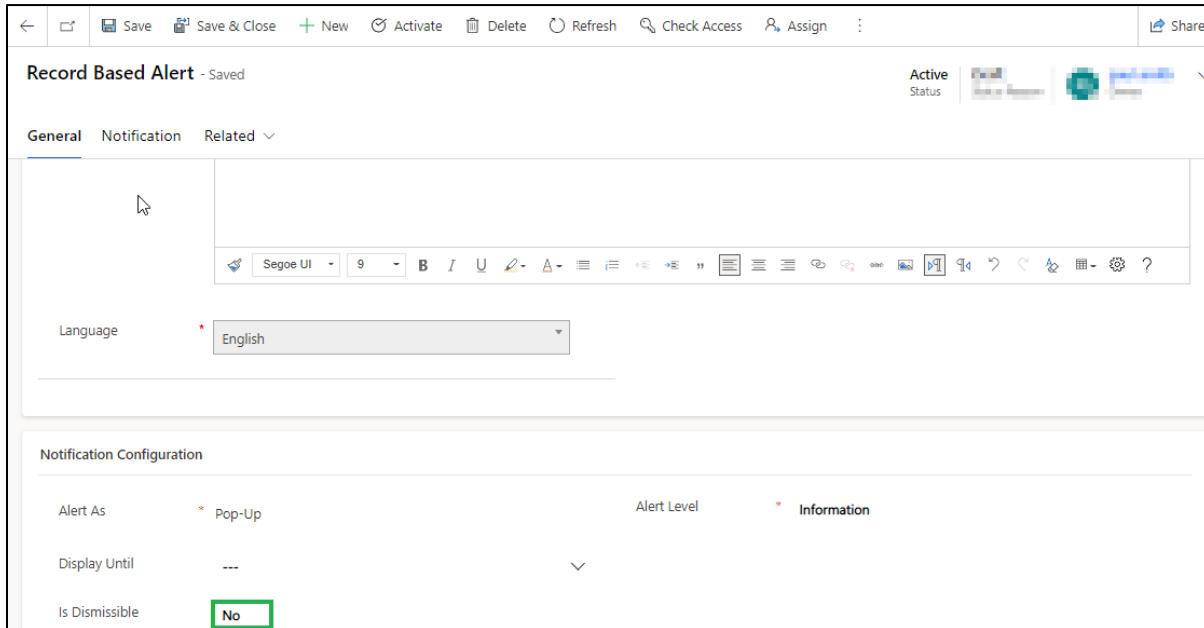 Save Save & Close New Activate Delete Refresh Check Access Assign Share
Record Based Alert - Saved
Active
Status
General Notification Related
Segoe UI 9 B I U A ?
Language * English
Notification Configuration
Alert As * Pop-Up Alert Level * Information
Display Until ---
Is Dismissible No